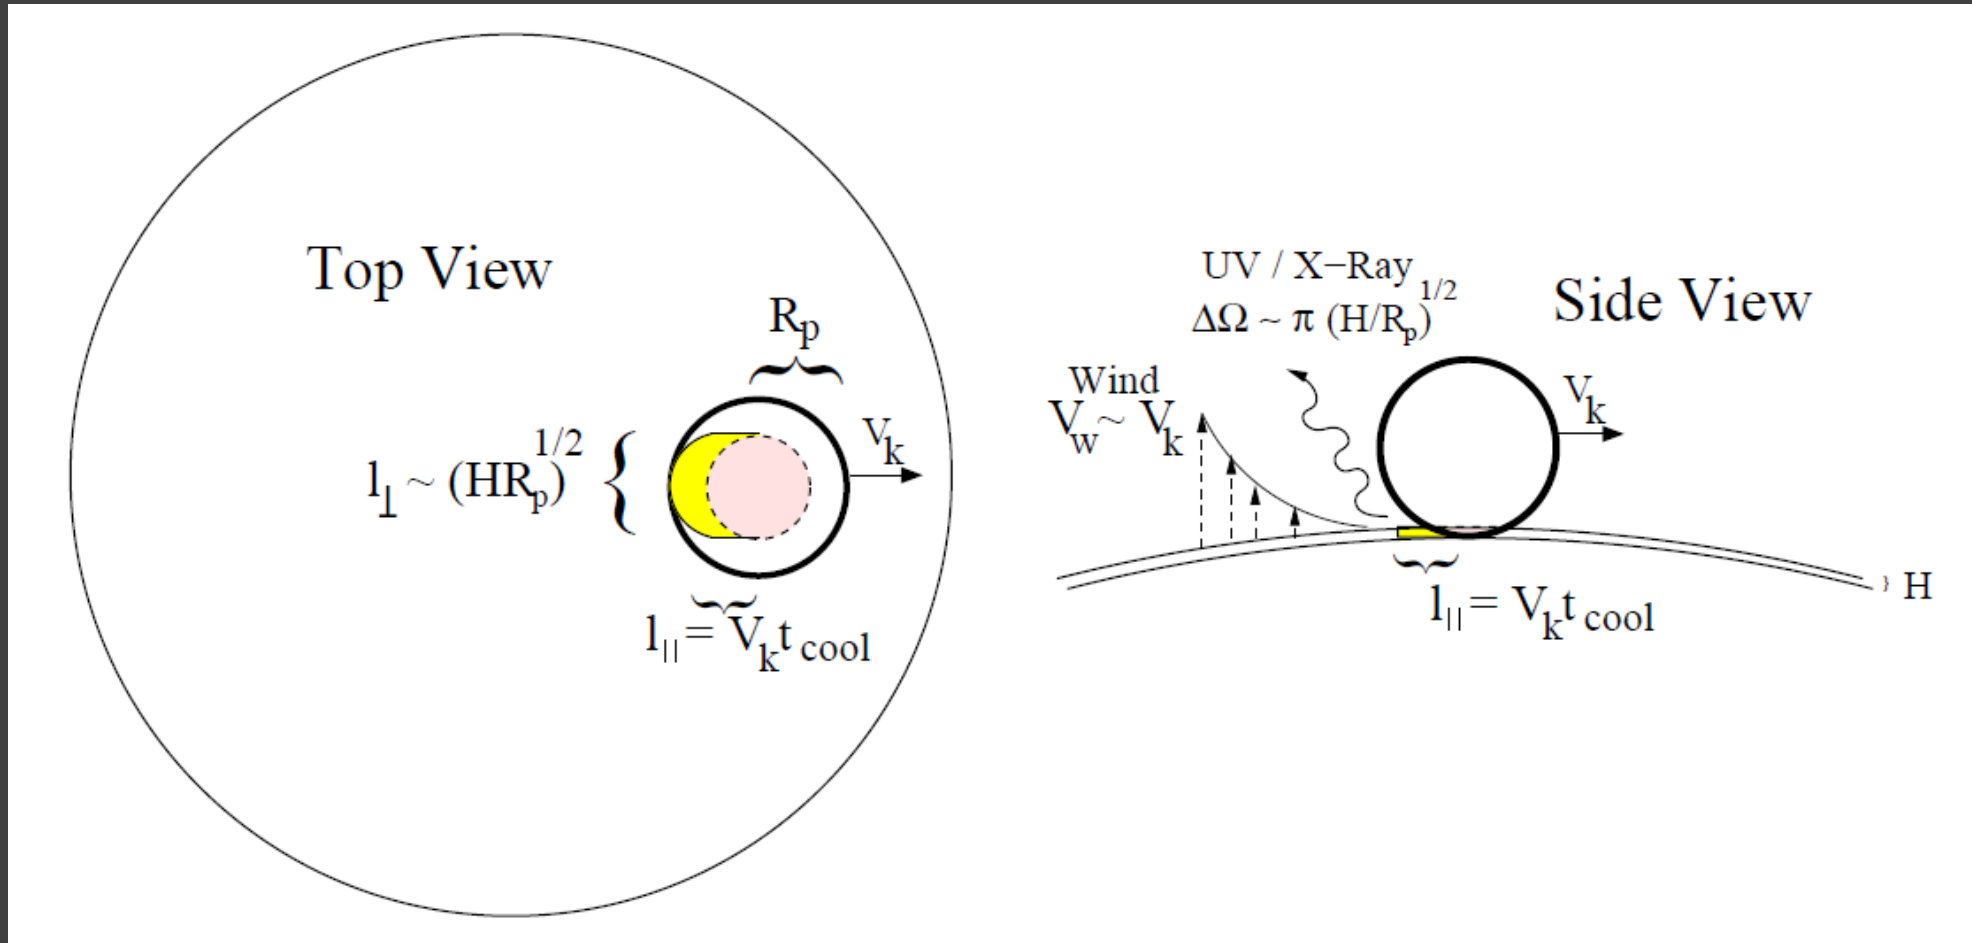 Top View
R_p
V_k
l_⊥ ~ (HR_p)^1/2
l_|| = V_k t_cool
UV / X-Ray
ΔΩ ~ π (H/R_p)^1/2
Side View
Wind
V_w ~ V_k
V_k
H
l_|| = V_k t_cool